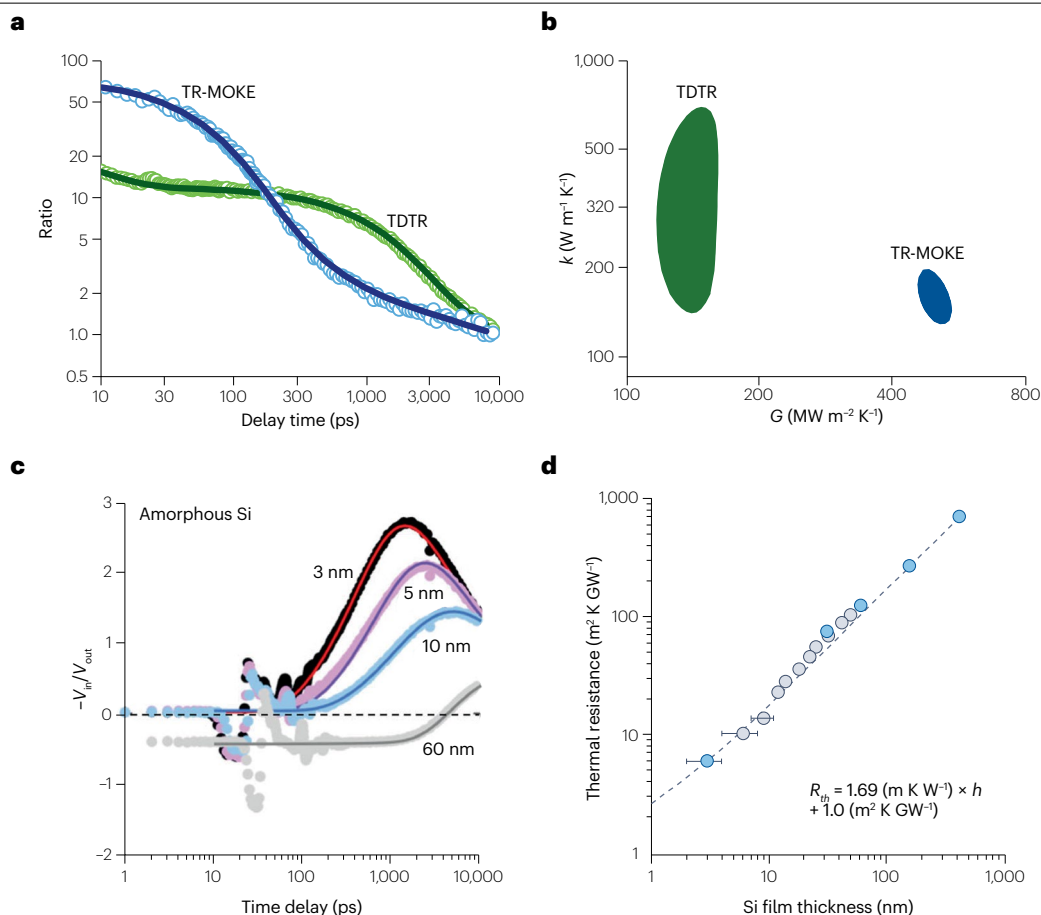 a
100
50
20
10
5
2
1.0
0.5
Ratio
TR-MOKE
TDTR
10
30
100
300
1,000
3,000
10,000
Delay time (ps)
b
1,000
500
320
200
100
k (W m⁻¹ K⁻¹)
TDTR
TR-MOKE
100
200
400
800
G (MW m⁻² K⁻¹)
c
3
2
1
0
−1
−2
−V_in/V_out
Amorphous Si
3 nm
5 nm
10 nm
60 nm
1
10
100
1,000
10,000
Time delay (ps)
d
1,000
100
10
1
Thermal resistance (m² K GW⁻¹)
R_th = 1.69 (m K W⁻¹) × h
+ 1.0 (m² K GW⁻¹)
1
10
100
1,000
Si film thickness (nm)